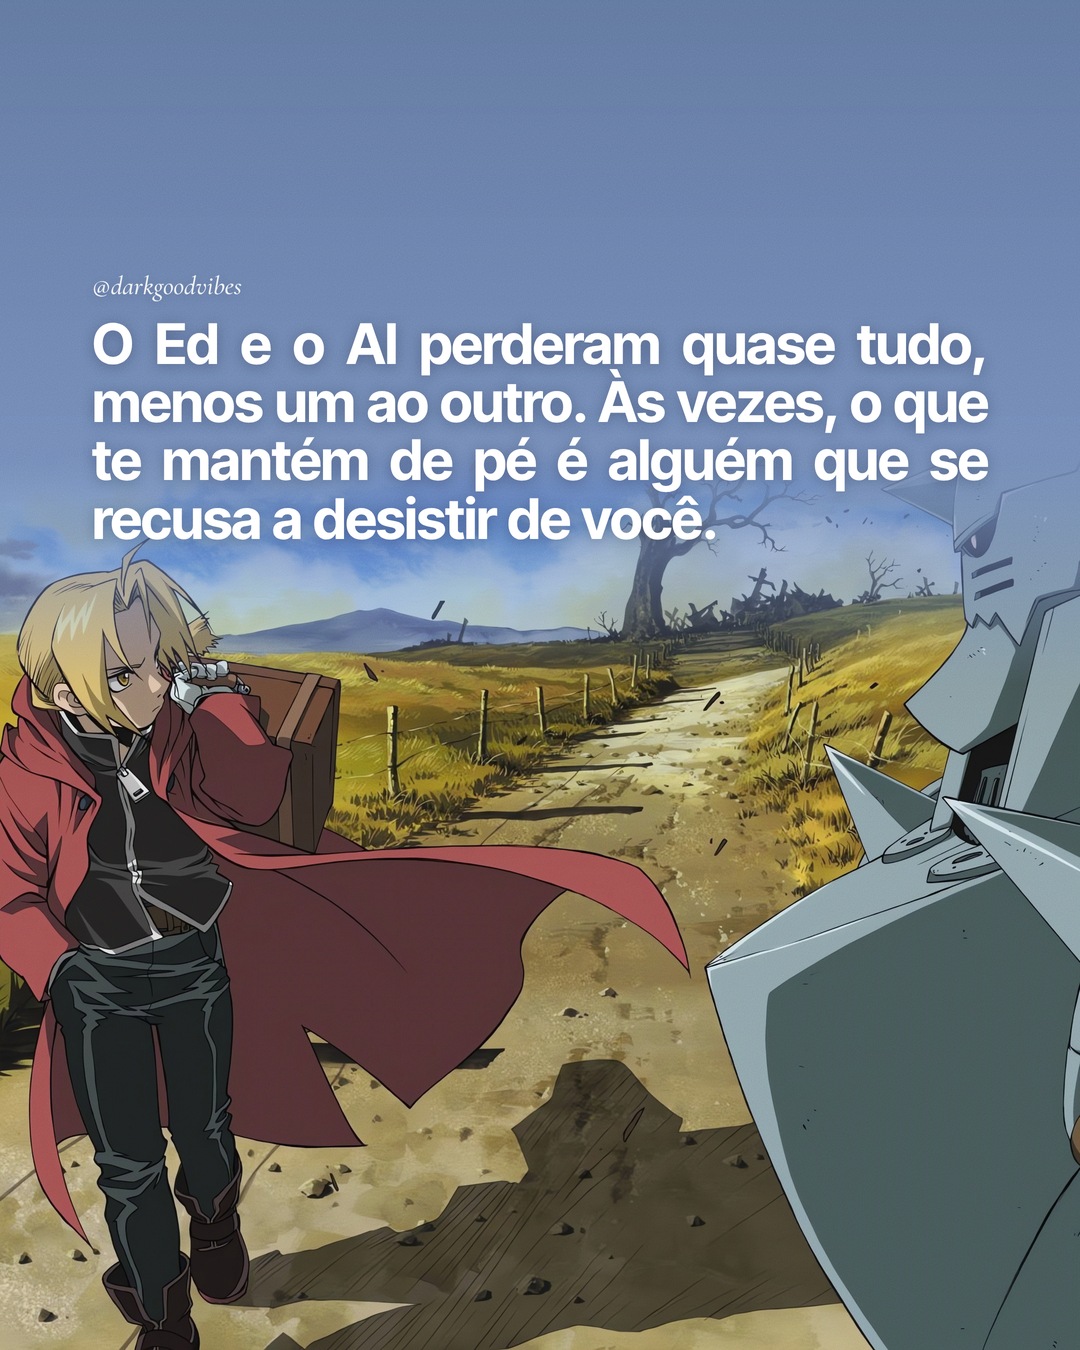 @darkgoodvibes
O Ed e o Al perderam quase tudo,
menos um ao outro. Às vezes, o que
te mantém de pé é alguém que se
recusa a desistir de você.